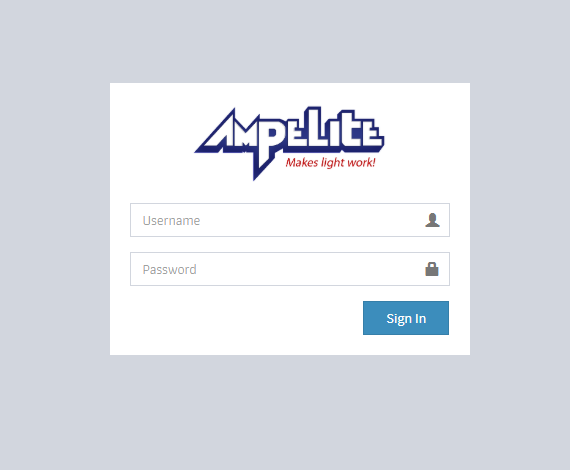 AMPELITE
Makes light work!
Username
Password
Sign In